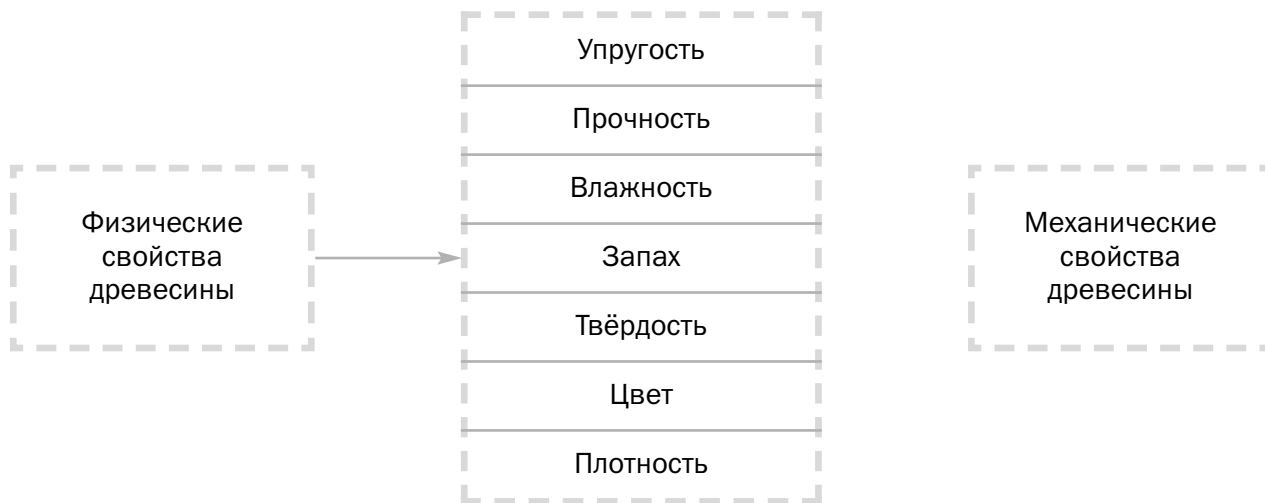 Физические
свойства
древесины
Упругость
Прочность
Влажность
Запах
Твёрдость
Цвет
Плотность
Механические
свойства
древесины